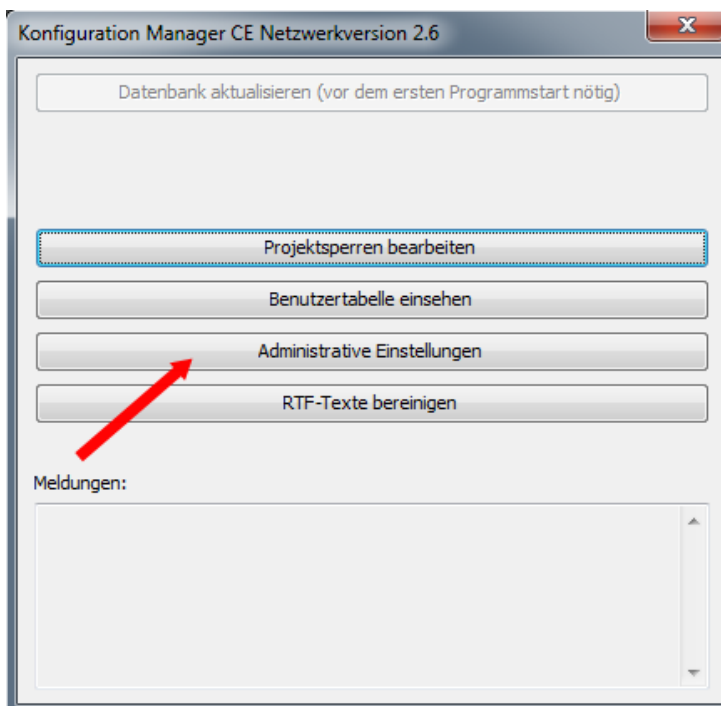 Konfiguration Manager CE Netzwerkversion 2.6
Datenbank aktualisieren (vor dem ersten Programmstart nötig)
Projektsperren bearbeiten
Benutzertabelle einsehen
Administrative Einstellungen
RTF-Texte bereinigen
Meldungen: